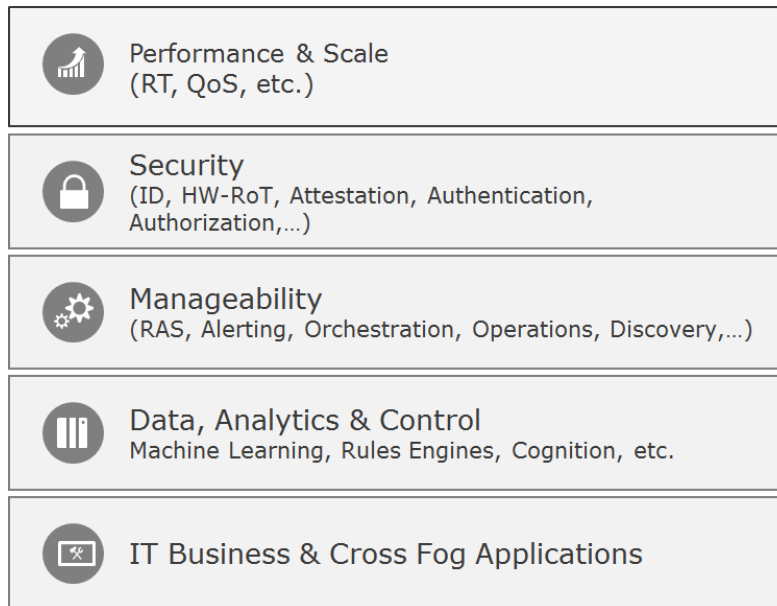 Performance & Scale
(RT, QoS, etc.)
Security
(ID, HW-RoT, Attestation, Authentication,
Authorization,…)
Manageability
(RAS, Alerting, Orchestration, Operations, Discovery,…)
Data, Analytics & Control
Machine Learning, Rules Engines, Cognition, etc.
IT Business & Cross Fog Applications